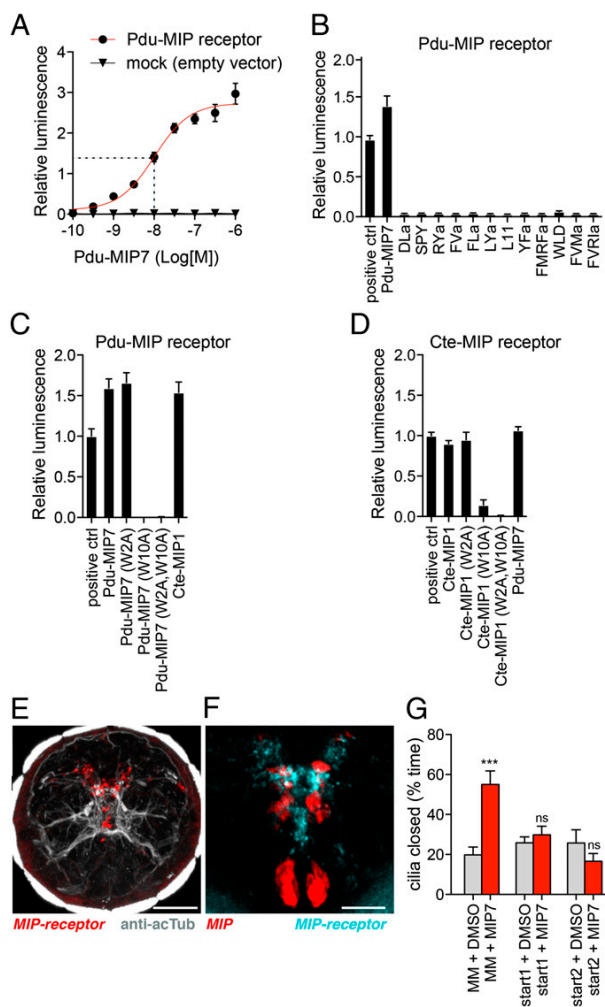 A
Pdu-MIP receptor
mock (empty vector)
Relative luminescence
4
3
2
1
0
-10 -9 -8 -7 -6
Pdu-MIP7 (Log[M])
B
Pdu-MIP receptor
Relative luminescence
2.0
1.5
1.0
0.5
0.0
positive ctrl
Pdu-MIP7
DLa
SPY
RYa
FVa
FLa
LYa
L11
YFa
FMRFa
WLD
FVMa
FVRIa
C
Pdu-MIP receptor
Relative luminescence
2.0
1.5
1.0
0.5
0.0
positive ctrl
Pdu-MIP7
Pdu-MIP7 (W2A)
Pdu-MIP7 (W10A)
Pdu-MIP7 (W2A,W10A)
Cte-MIP1
D
Cte-MIP receptor
Relative luminescence
2.0
1.5
1.0
0.5
0.0
positive ctrl
Cte-MIP1
Cte-MIP1 (W2A)
Cte-MIP1 (W10A)
Cte-MIP1 (W2A,W10A)
Pdu-MIP7
E
MIP-receptor anti-acTub
F
MIP MIP-receptor
G
cilia closed (% time)
80
60
40
20
0
***
ns
ns
MM + DMSO
MM + MIP7
start1 + DMSO
start1 + MIP7
start2 + DMSO
start2 + MIP7